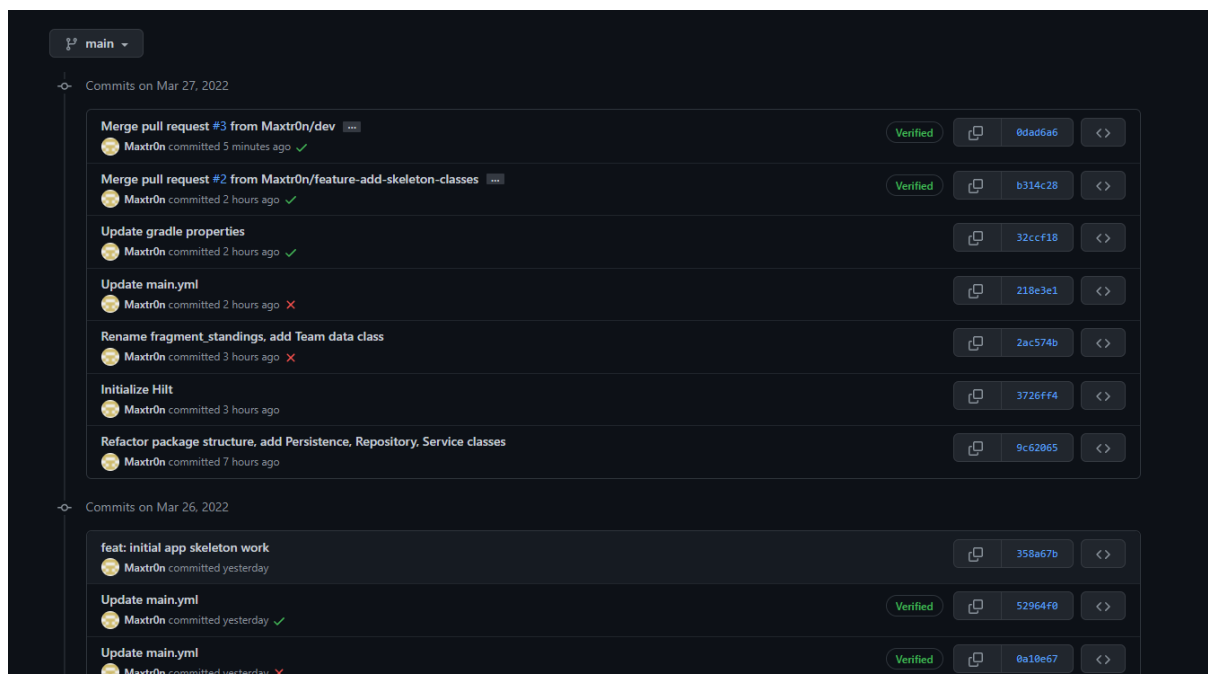 main
Commits on Mar 27, 2022
Merge pull request #3 from Maxtr0n/dev ...
Verified 0dad6a6
Maxtr0n committed 5 minutes ago
Merge pull request #2 from Maxtr0n/feature-add-skeleton-classes ...
Verified b314c28
Maxtr0n committed 2 hours ago
Update gradle properties
32ccf18
Maxtr0n committed 2 hours ago
Update main.yml
218e3e1
Maxtr0n committed 2 hours ago
Rename fragment_standings, add Team data class
2ac574b
Maxtr0n committed 3 hours ago
Initialize Hilt
3726ff4
Maxtr0n committed 3 hours ago
Refactor package structure, add Persistence, Repository, Service classes
9c62065
Maxtr0n committed 7 hours ago
Commits on Mar 26, 2022
feat: initial app skeleton work
358a67b
Maxtr0n committed yesterday
Update main.yml
Verified 52964f0
Maxtr0n committed yesterday
Update main.yml
Verified 0a10e67
Maxtr0n committed yesterday